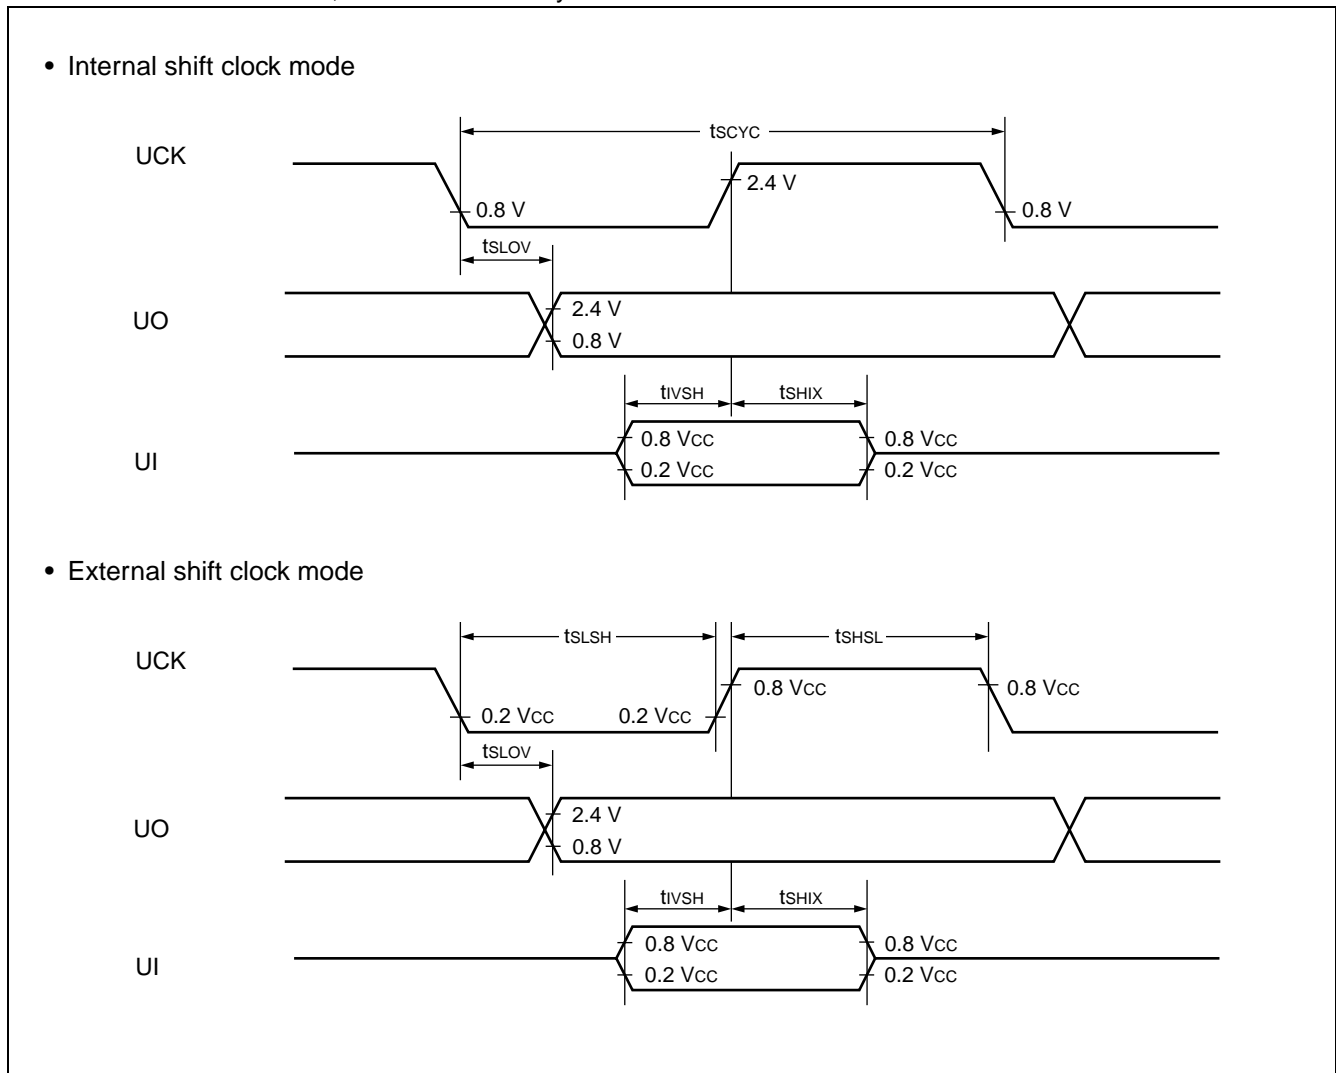 • Internal shift clock mode
tSCYC
UCK
2.4 V
0.8 V
0.8 V
tSLOV
UO
2.4 V
0.8 V
tIVSH
tSHIX
UI
0.8 VCC
0.8 VCC
0.2 VCC
0.2 VCC
• External shift clock mode
tSLSH
tSHSL
UCK
0.8 VCC
0.8 VCC
0.2 VCC
0.2 VCC
tSLOV
UO
2.4 V
0.8 V
tIVSH
tSHIX
UI
0.8 VCC
0.8 VCC
0.2 VCC
0.2 VCC